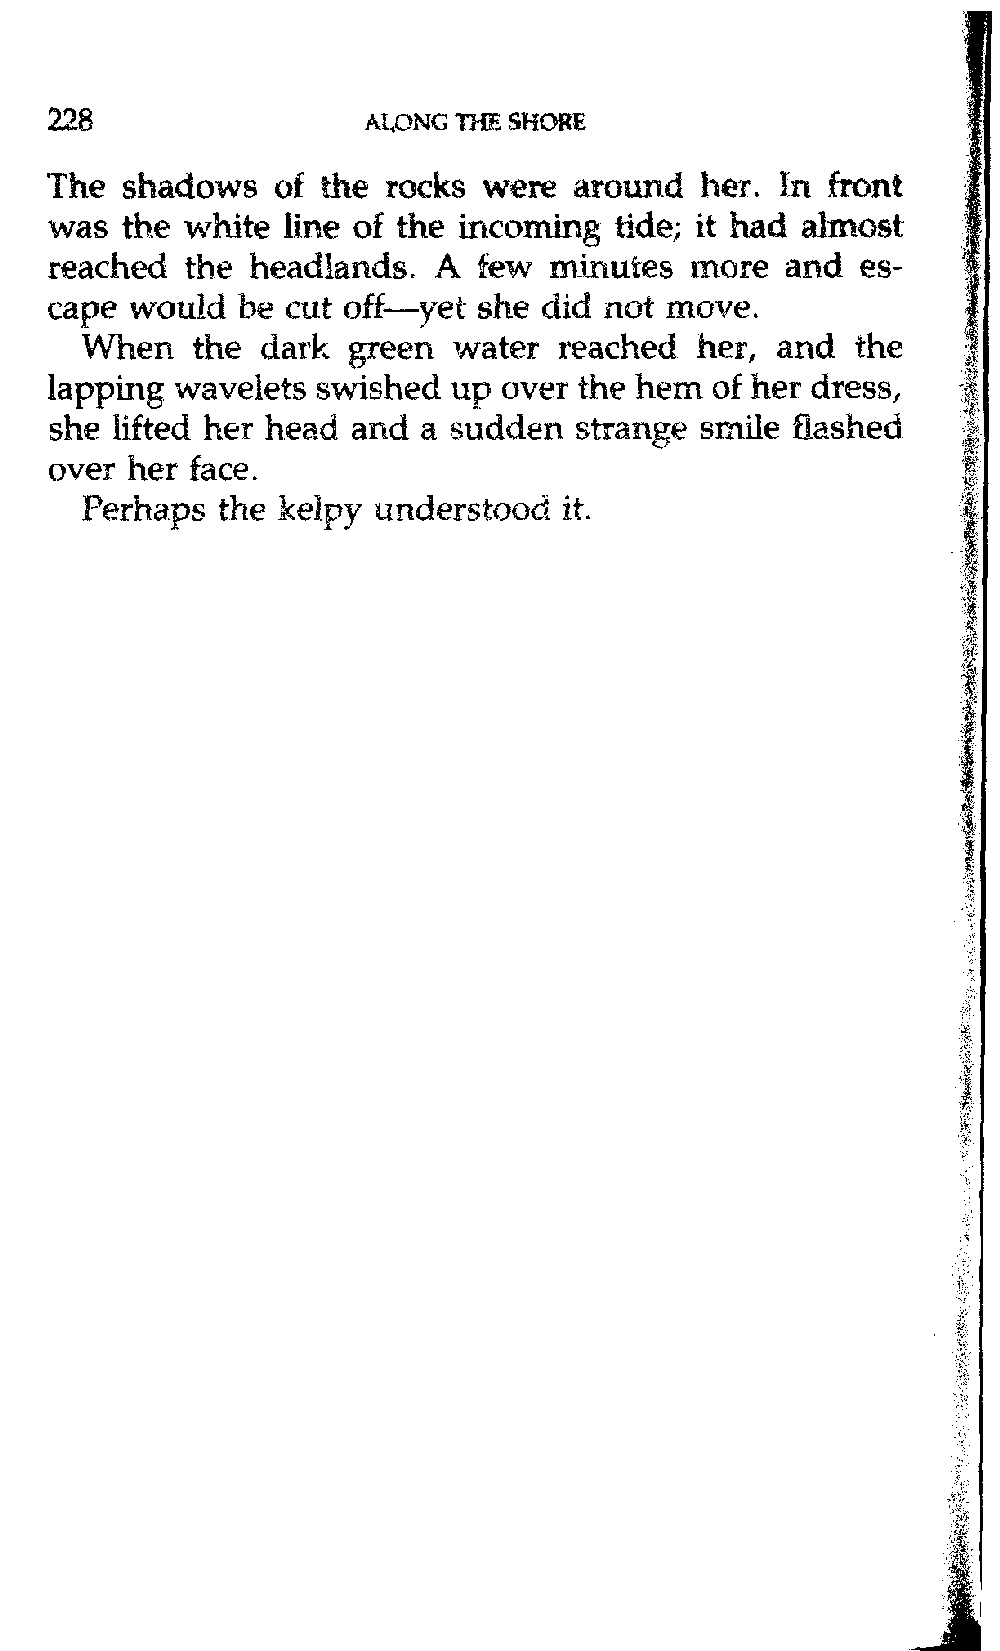 228 ALONG THE SHORE
The shadows of the rocks were around her. In front
was the white line of the incoming tide; it had almost
reached the headlands. A few minutes more and es-
cape would be cut off—yet she did not move.
When the dark green water reached her, and the
lapping wavelets swished up over the hem of her dress,
she lifted her head and a sudden strange smile flashed
over her face.
Perhaps the kelpy understood it.